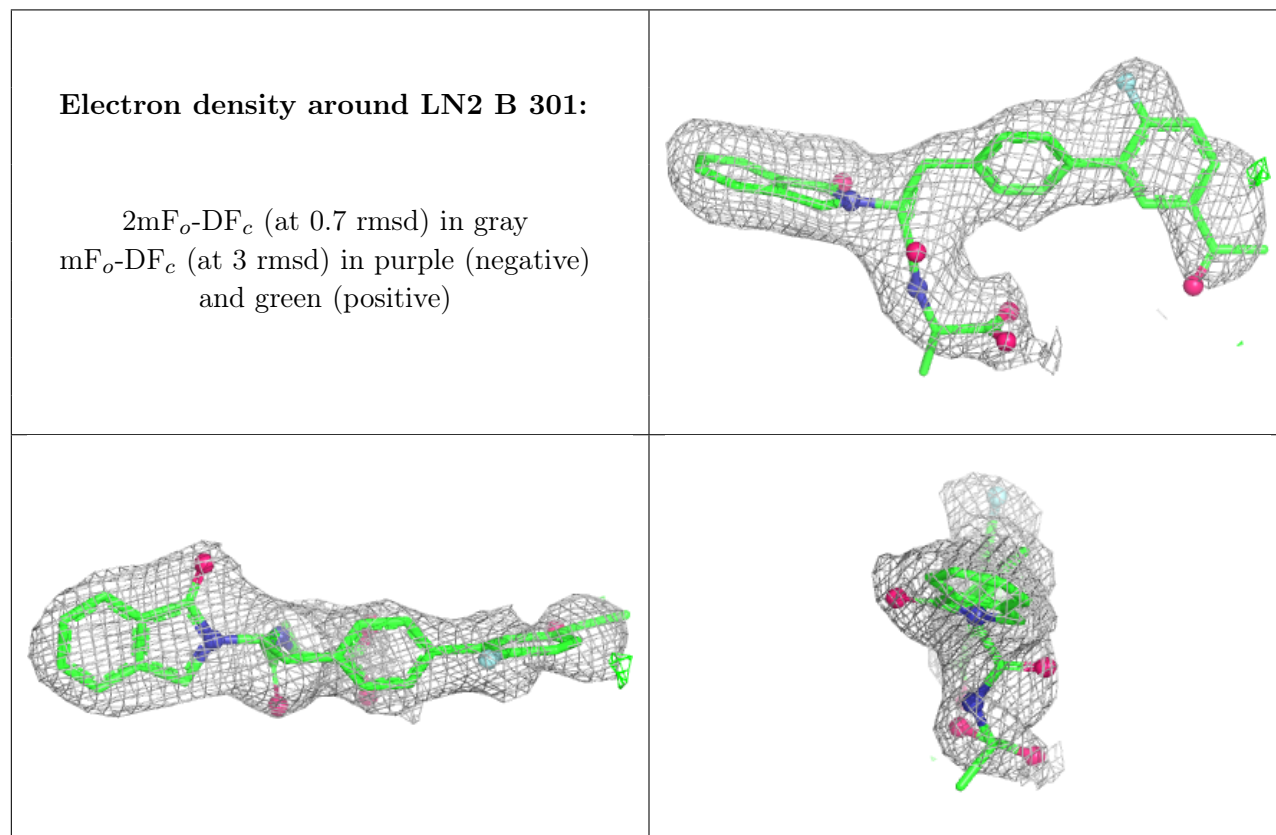 Electron density around LN2 B 301:
2mFo-DFc (at 0.7 rmsd) in gray
mFo-DFc (at 3 rmsd) in purple (negative)
and green (positive)